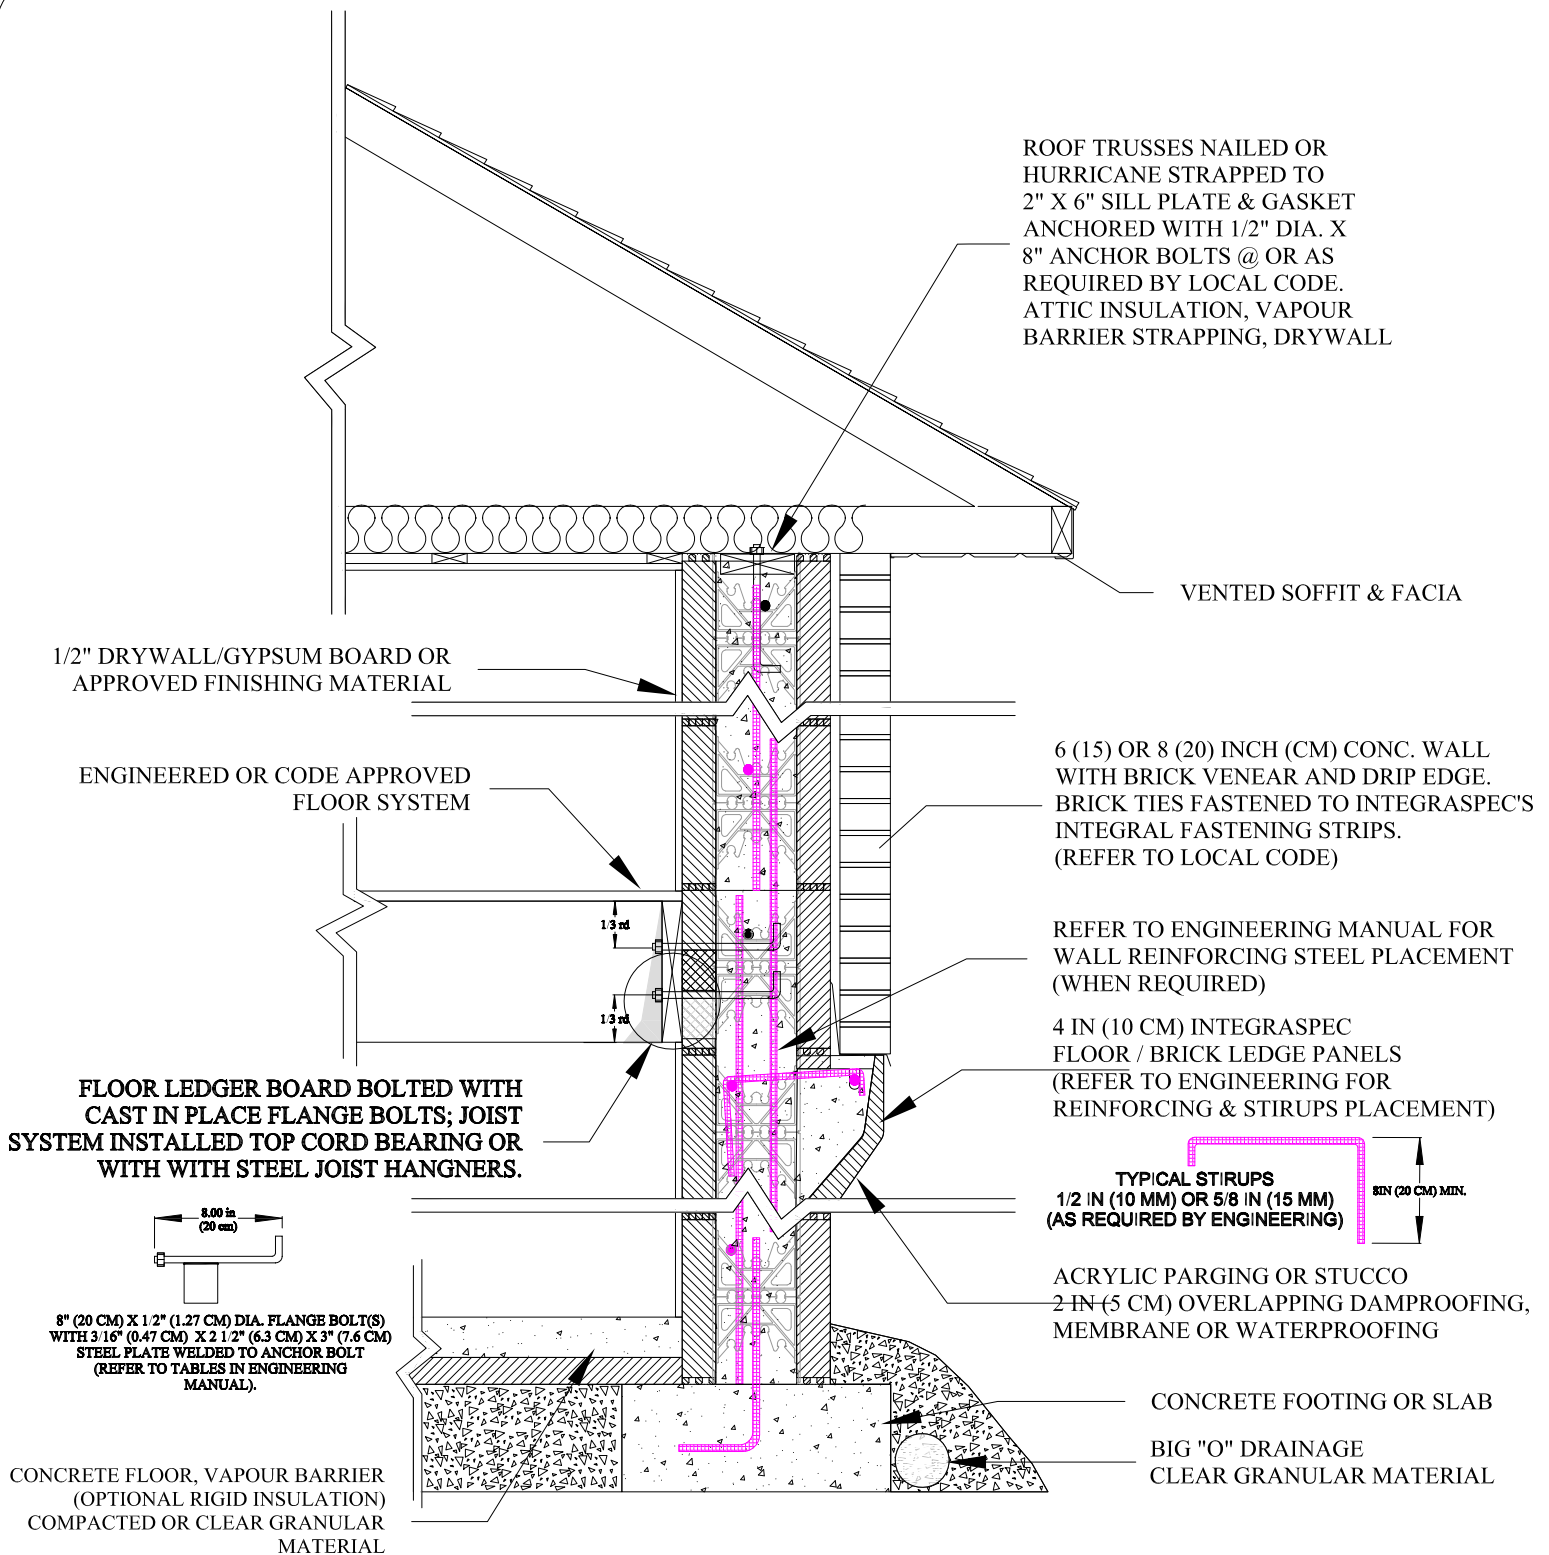 ROOF TRUSSES NAILED OR
HURRICANE STRAPPED TO
2" X 6" SILL PLATE & GASKET
ANCHORED WITH 1/2" DIA. X
8" ANCHOR BOLTS @ OR AS
REQUIRED BY LOCAL CODE.
ATTIC INSULATION, VAPOUR
BARRIER STRAPPING, DRYWALL
VENTED SOFFIT & FACIA
1/2" DRYWALL/GYPSUM BOARD OR
APPROVED FINISHING MATERIAL
ENGINEERED OR CODE APPROVED
FLOOR SYSTEM
6 (15) OR 8 (20) INCH (CM) CONC. WALL
WITH BRICK VENEAR AND DRIP EDGE.
BRICK TIES FASTENED TO INTEGRASPEC'S
INTEGRAL FASTENING STRIPS.
(REFER TO LOCAL CODE)
1/3 rd
1/3 rd
REFER TO ENGINEERING MANUAL FOR
WALL REINFORCING STEEL PLACEMENT
(WHEN REQUIRED)
4 IN (10 CM) INTEGRASPEC
FLOOR / BRICK LEDGE PANELS
(REFER TO ENGINEERING FOR
REINFORCING & STIRUPS PLACEMENT)
FLOOR LEDGER BOARD BOLTED WITH
CAST IN PLACE FLANGE BOLTS; JOIST
SYSTEM INSTALLED TOP CORD BEARING OR
WITH WITH STEEL JOIST HANGNERS.
TYPICAL STIRUPS
1/2 IN (10 MM) OR 5/8 IN (15 MM)
(AS REQUIRED BY ENGINEERING)
8IN (20 CM) MIN.
8.00 in
(20 cm)
8" (20 CM) X 1/2" (1.27 CM) DIA. FLANGE BOLT(S)
WITH 3/16" (0.47 CM) X 2 1/2" (6.3 CM) X 3" (7.6 CM)
STEEL PLATE WELDED TO ANCHOR BOLT
(REFER TO TABLES IN ENGINEERING
MANUAL).
ACRYLIC PARGING OR STUCCO
2 IN (5 CM) OVERLAPPING DAMPROOFING,
MEMBRANE OR WATERPROOFING
CONCRETE FOOTING OR SLAB
BIG "O" DRAINAGE
CLEAR GRANULAR MATERIAL
CONCRETE FLOOR, VAPOUR BARRIER
(OPTIONAL RIGID INSULATION)
COMPACTED OR CLEAR GRANULAR
MATERIAL